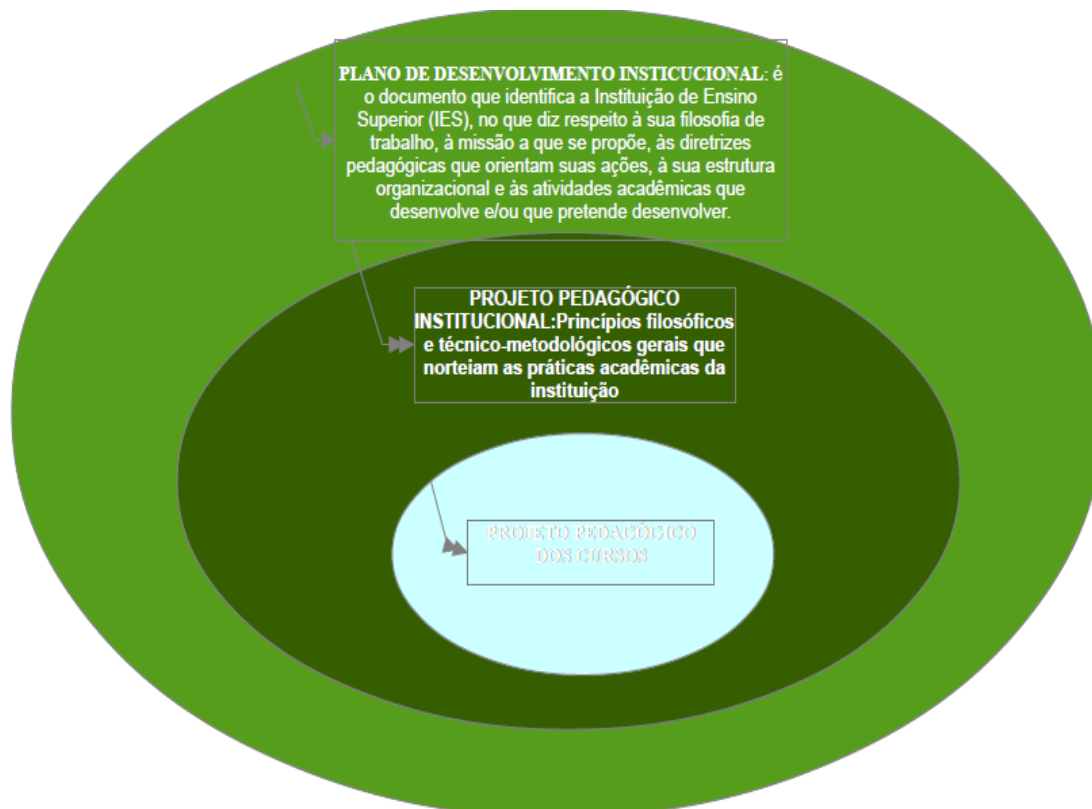 PLANO DE DESENVOLVIMENTO INSTICUCIONAL: é
o documento que identifica a Instituição de Ensino
Superior (IES), no que diz respeito à sua filosofia de
trabalho, à missão a que se propõe, às diretrizes
pedagógicas que orientam suas ações, à sua estrutura
organizacional e às atividades acadêmicas que
desenvolve e/ou que pretende desenvolver.
PROJETO PEDAGÓGICO
INSTITUCIONAL:Princípios filosóficos
e técnico-metodológicos gerais que
norteiam as práticas acadêmicas da
instituição
PROJETO PEDAGÓGICO
DOS CURSOS